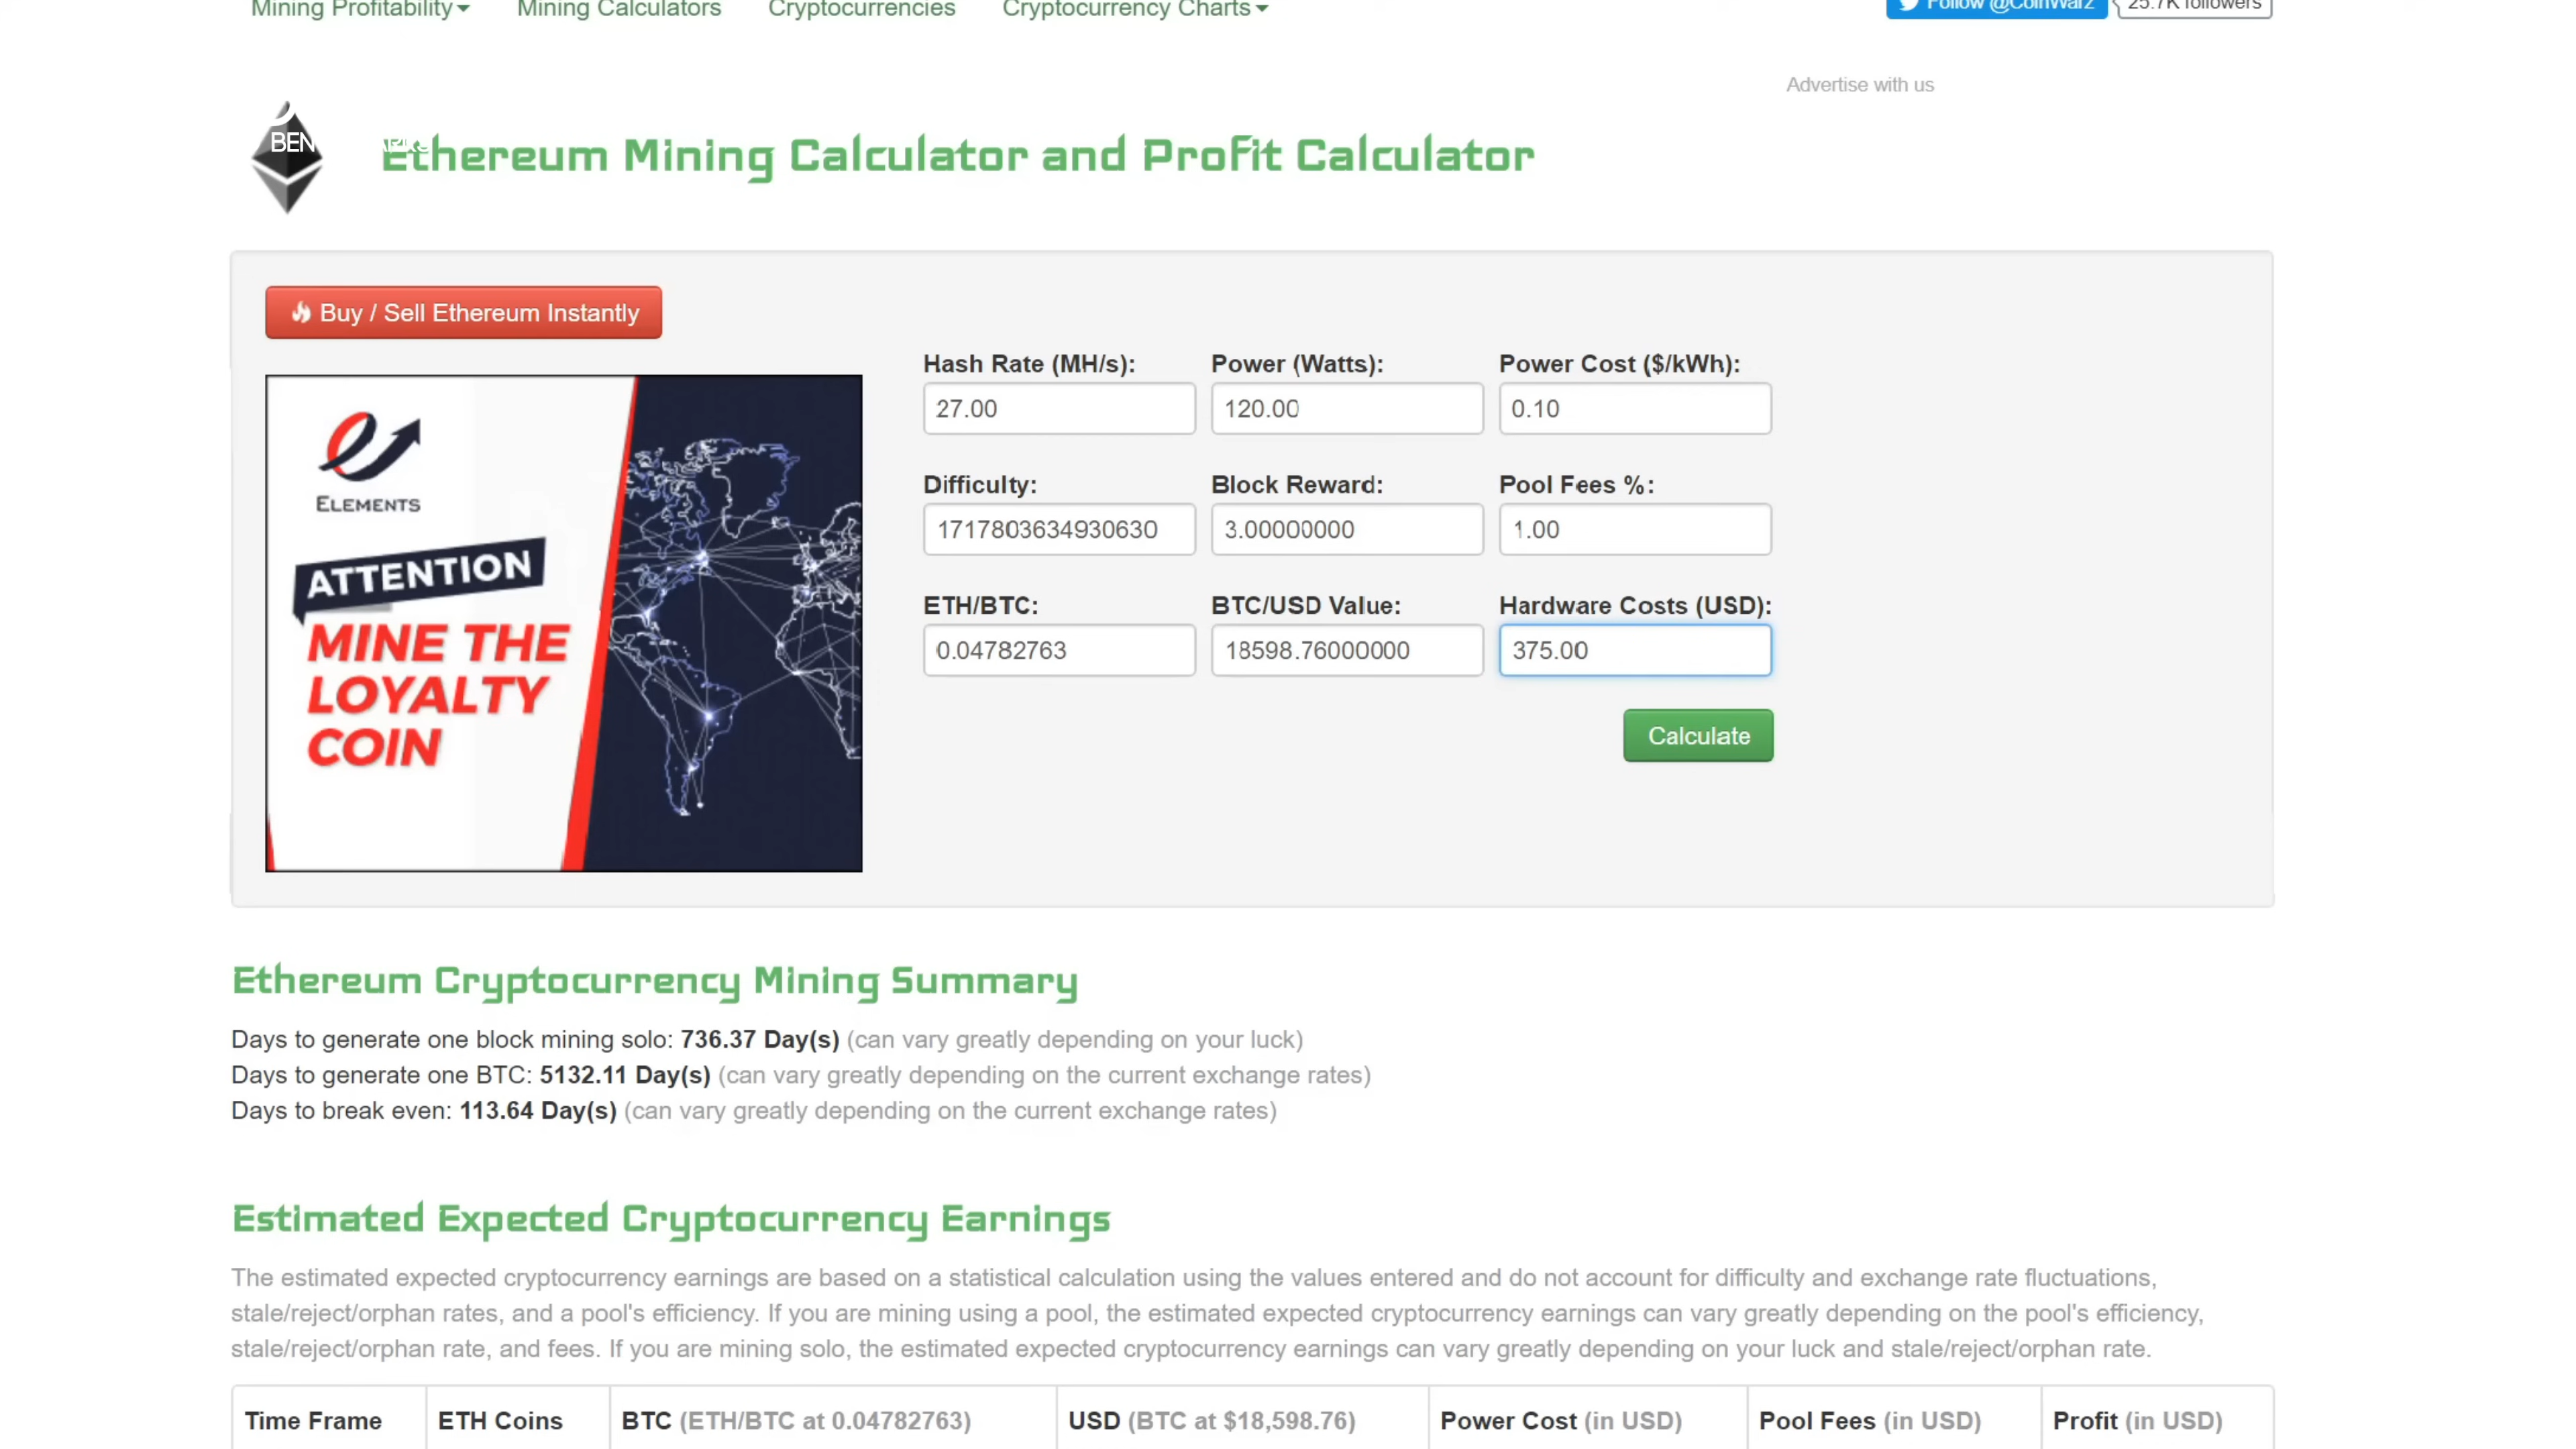 Mining Profitability
Mining Calculators
Cryptocurrencies
Cryptocurrency Charts
Follow @CoinWarz
25.7K followers
Advertise with us
BEN
Ethereum Mining Calculator and Profit Calculator
Buy / Sell Ethereum Instantly
ELEMENTS
ATTENTION
MINE THE
LOYALTY
COIN
Hash Rate (MH/s): Power (Watts): Power Cost ($/kWh):
27.00 120.00 0.10
Difficulty: Block Reward: Pool Fees %:
1717803634930630 3.00000000 1.00
ETH/BTC: BTC/USD Value: Hardware Costs (USD):
0.04782763 18598.76000000 375.00
Calculate
Ethereum Cryptocurrency Mining Summary
Days to generate one block mining solo: 736.37 Day(s) (can vary greatly depending on your luck)
Days to generate one BTC: 5132.11 Day(s) (can vary greatly depending on the current exchange rates)
Days to break even: 113.64 Day(s) (can vary greatly depending on the current exchange rates)
Estimated Expected Cryptocurrency Earnings
The estimated expected cryptocurrency earnings are based on a statistical calculation using the values entered and do not account for difficulty and exchange rate fluctuations,
stale/reject/orphan rates, and a pool's efficiency. If you are mining using a pool, the estimated expected cryptocurrency earnings can vary greatly depending on the pool's efficiency,
stale/reject/orphan rate, and fees. If you are mining solo, the estimated expected cryptocurrency earnings can vary greatly depending on your luck and stale/reject/orphan rate.
Time Frame ETH Coins BTC (ETH/BTC at 0.04782763) USD (BTC at $18,598.76) Power Cost (in USD) Pool Fees (in USD) Profit (in USD)